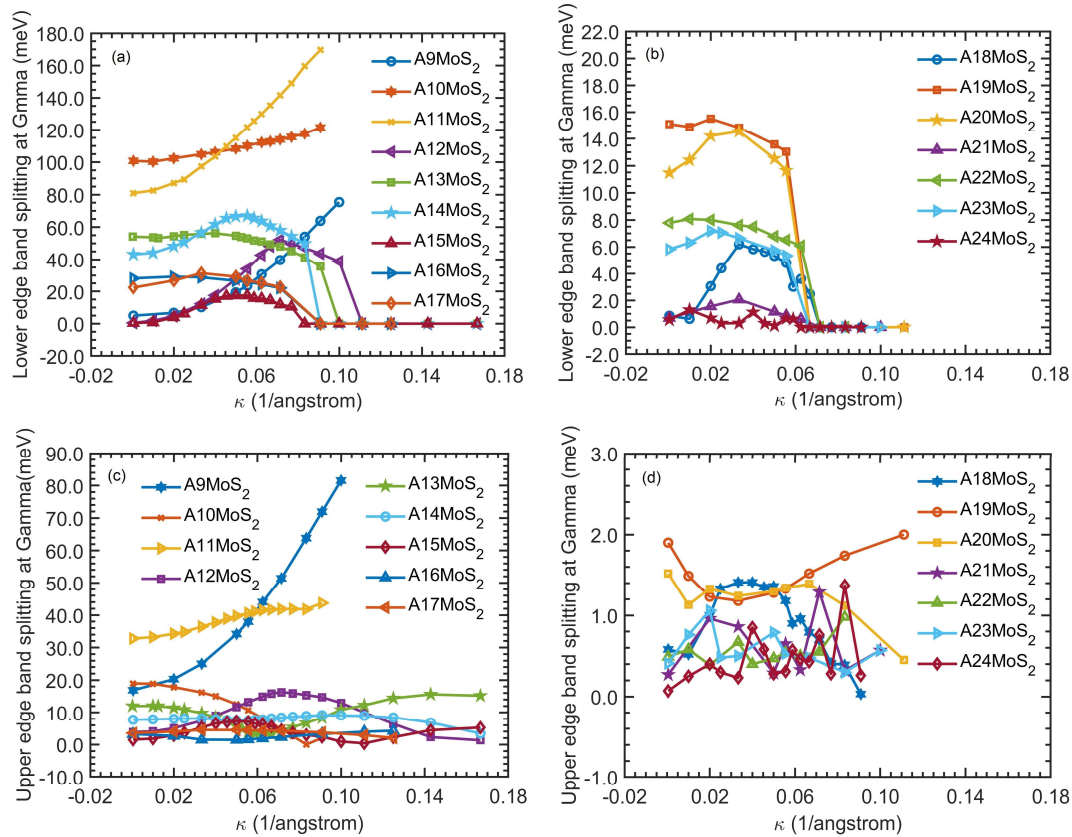 Lower edge band splitting at Gamma (meV)
180.0
160.0
140.0
120.0
100.0
80.0
60.0
40.0
20.0
0.0
-20.0
(a)
A9MoS2
A10MoS2
A11MoS2
A12MoS2
A13MoS2
A14MoS2
A15MoS2
A16MoS2
A17MoS2
-0.02 0.02 0.06 0.10 0.14 0.18
κ (1/angstrom)
Lower edge band splitting at Gamma (meV)
22.0
20.0
18.0
16.0
14.0
12.0
10.0
8.0
6.0
4.0
2.0
0.0
-2.0
(b)
A18MoS2
A19MoS2
A20MoS2
A21MoS2
A22MoS2
A23MoS2
A24MoS2
-0.02 0.02 0.06 0.10 0.14 0.18
κ (1/angstrom)
Upper edge band splitting at Gamma(meV)
90.0
80.0
70.0
60.0
50.0
40.0
30.0
20.0
10.0
0.0
-10.0
(c)
A9MoS2
A10MoS2
A11MoS2
A12MoS2
A13MoS2
A14MoS2
A15MoS2
A16MoS2
A17MoS2
-0.02 0.02 0.06 0.10 0.14 0.18
κ (1/angstrom)
Upper edge band splitting at Gamma (meV)
3.0
2.0
1.0
0.0
-1.0
(d)
A18MoS2
A19MoS2
A20MoS2
A21MoS2
A22MoS2
A23MoS2
A24MoS2
-0.02 0.02 0.06 0.10 0.14 0.18
κ (1/angstrom)